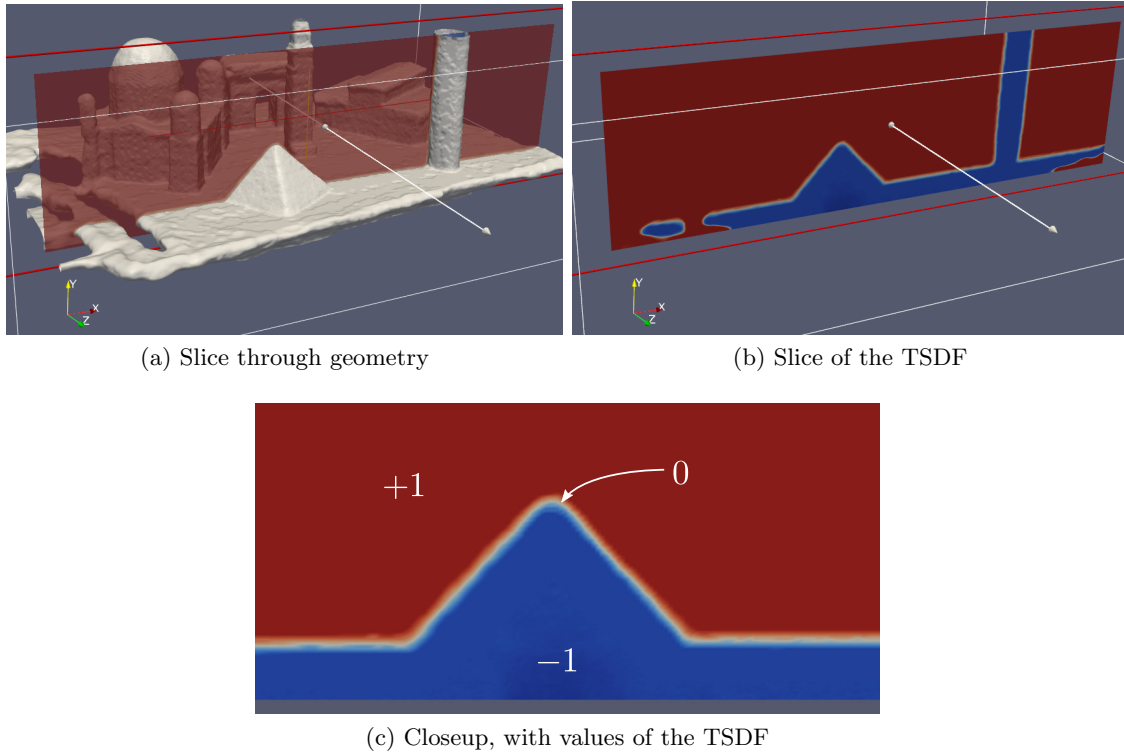 Y
X
Z
Y
X
Z
(a) Slice through geometry
(b) Slice of the TSDF
+1
0
−1
(c) Closeup, with values of the TSDF